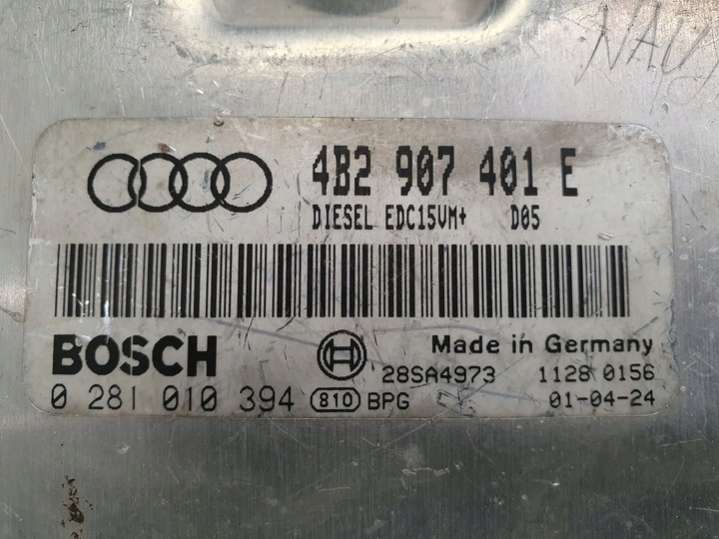 NAU
4B2 907 401 E
DIESEL EDC15VM+ D05
BOSCH
Made in Germany
28SA4973 1128 0156
0 281 010 394 810 BPG 01-04-24